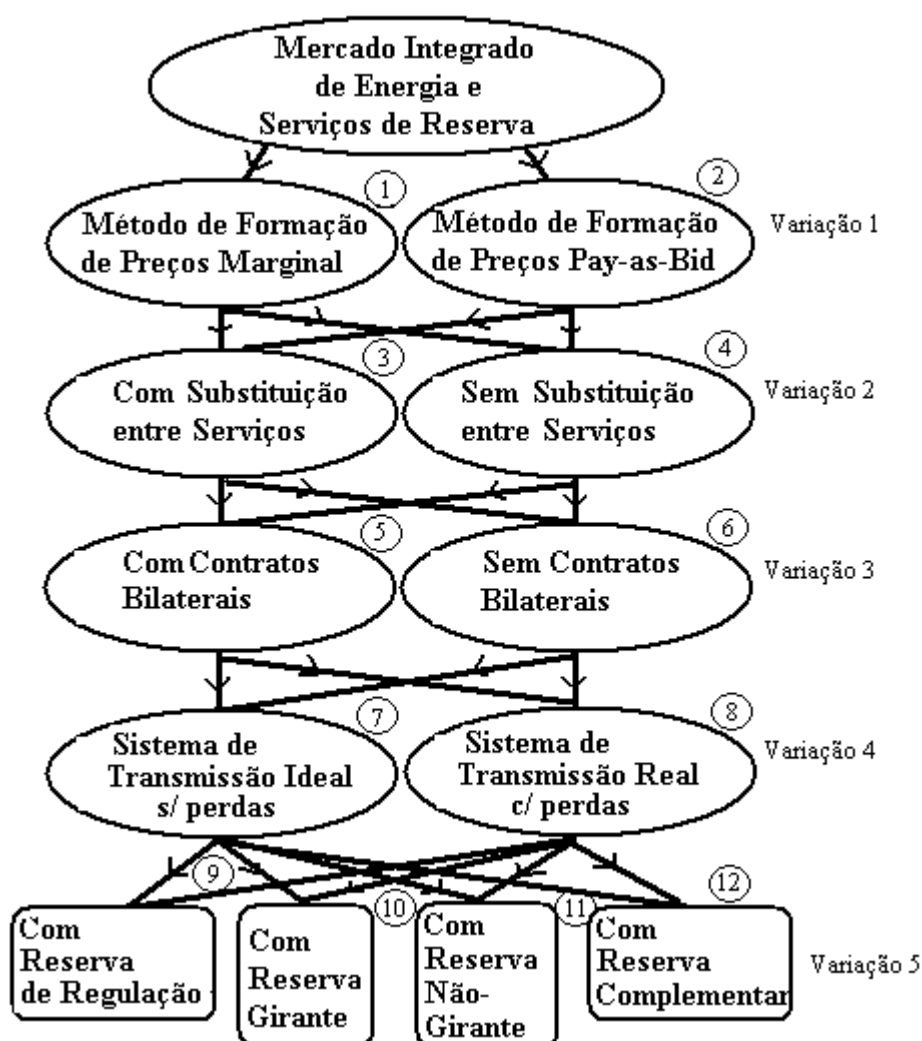 Mercado Integrado
de Energia e
Serviços de Reserva
1
2
Método de Formação
de Preços Marginal
Método de Formação
de Preços Pay-as-Bid
Variação 1
3
4
Com Substituição
entre Serviços
Sem Substituição
entre Serviços
Variação 2
5
6
Com Contratos
Bilaterais
Sem Contratos
Bilaterais
Variação 3
7
8
Sistema de
Transmissão Ideal
s/ perdas
Sistema de
Transmissão Real
c/ perdas
Variação 4
9
10
11
12
Com
Reserva
de Regulação
Com
Reserva
Girante
Com
Reserva
Não-
Girante
Com
Reserva
Complementar
Variação 5